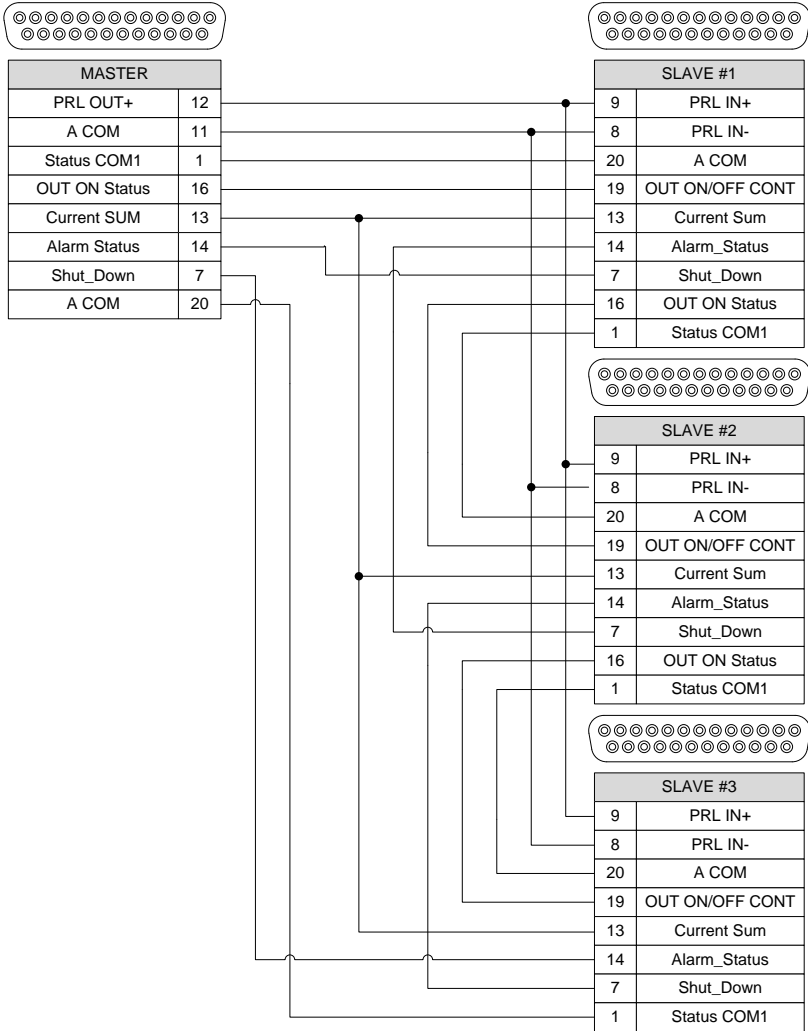 MASTER
PRL OUT+ 12
A COM 11
Status COM1 1
OUT ON Status 16
Current SUM 13
Alarm Status 14
Shut_Down 7
A COM 20
SLAVE #1
9 PRL IN+
8 PRL IN-
20 A COM
19 OUT ON/OFF CONT
13 Current Sum
14 Alarm_Status
7 Shut_Down
16 OUT ON Status
1 Status COM1
SLAVE #2
9 PRL IN+
8 PRL IN-
20 A COM
19 OUT ON/OFF CONT
13 Current Sum
14 Alarm_Status
7 Shut_Down
16 OUT ON Status
1 Status COM1
SLAVE #3
9 PRL IN+
8 PRL IN-
20 A COM
19 OUT ON/OFF CONT
13 Current Sum
14 Alarm_Status
7 Shut_Down
1 Status COM1